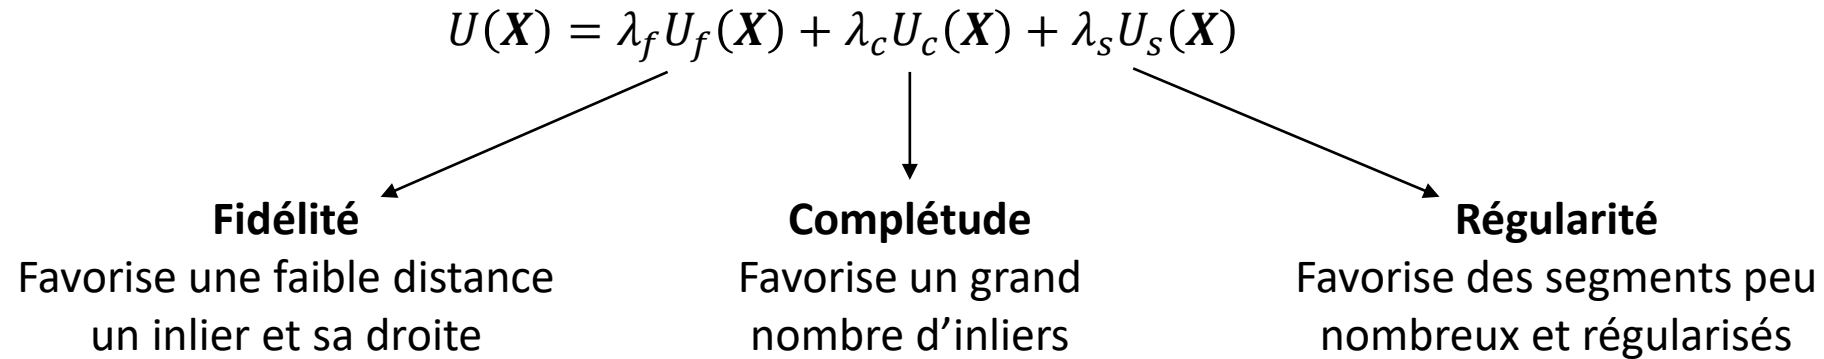 U(X) = λ_f U_f(X) + λ_c U_c(X) + λ_s U_s(X)
Fidélité
Favorise une faible distance
un inlier et sa droite
Complétude
Favorise un grand
nombre d’inliers
Régularité
Favorise des segments peu
nombreux et régularisés